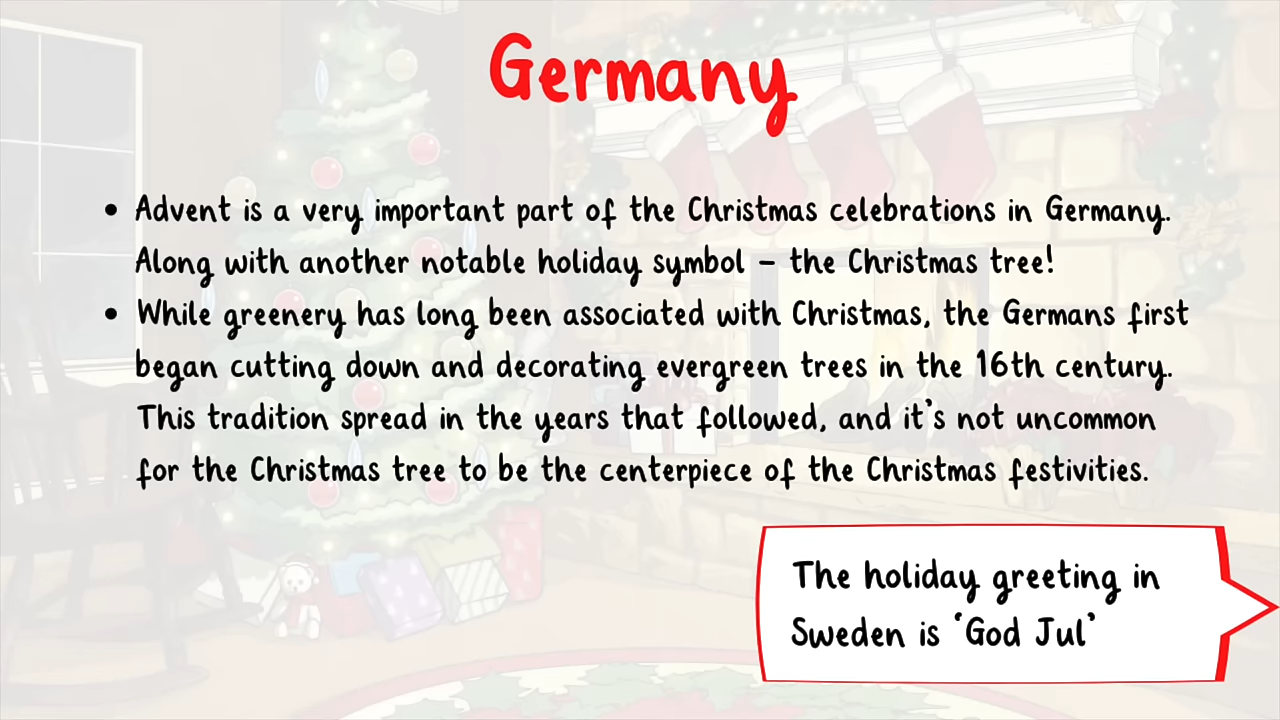 Germany
• Advent is a very important part of the Christmas celebrations in Germany.
Along with another notable holiday symbol – the Christmas tree!
• While greenery has long been associated with Christmas, the Germans first
began cutting down and decorating evergreen trees in the 16th century.
This tradition spread in the years that followed, and it’s not uncommon
for the Christmas tree to be the centerpiece of the Christmas festivities.
The holiday greeting in
Sweden is ‘God Jul’